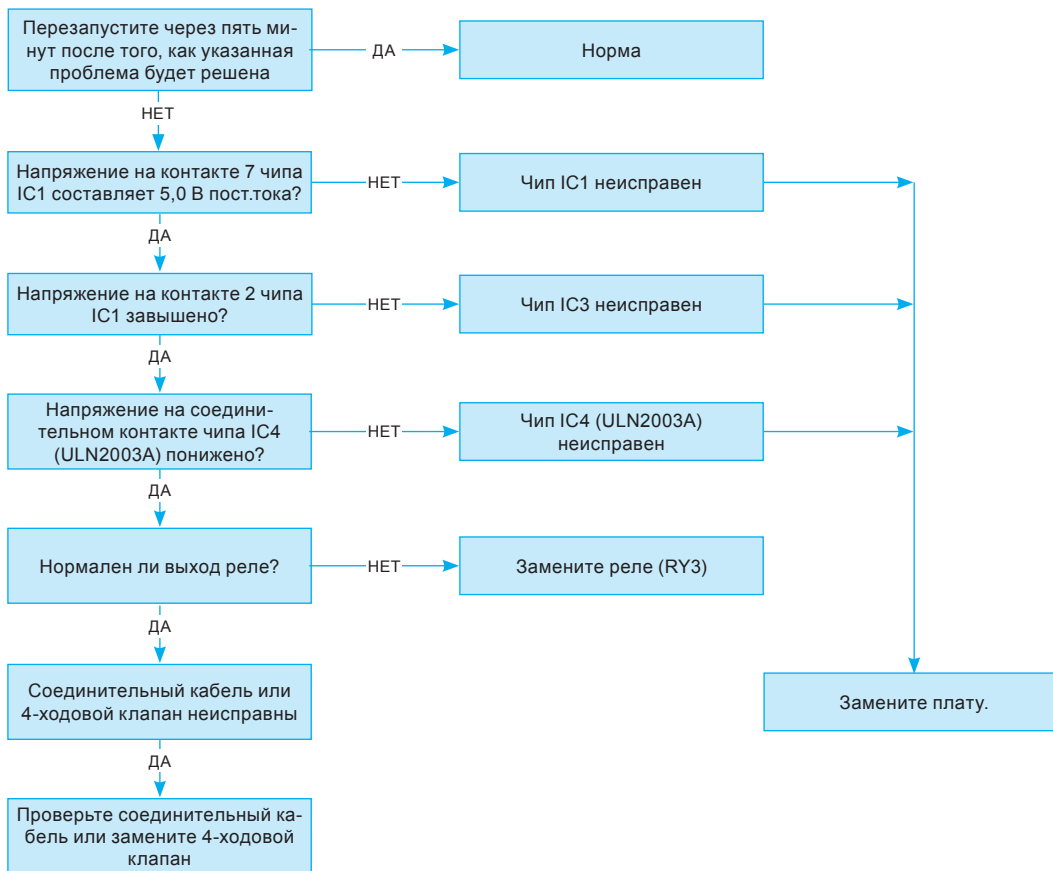 Перезапустите через пять ми-
нут после того, как указанная
проблема будет решена
ДА
Норма
НЕТ
Напряжение на контакте 7 чипа
IC1 составляет 5,0 В пост.тока?
НЕТ
Чип IC1 неисправен
ДА
Напряжение на контакте 2 чипа
IC1 завышено?
НЕТ
Чип IC3 неисправен
ДА
Напряжение на соедини-
тельном контакте чипа IC4
(ULN2003A) понижено?
НЕТ
Чип IC4 (ULN2003A)
неисправен
ДА
Нормален ли выход реле?
НЕТ
Замените реле (RY3)
ДА
Соединительный кабель или
4-ходовой клапан неисправны
Замените плату.
ДА
Проверьте соединительный ка-
бель или замените 4-ходовой
клапан